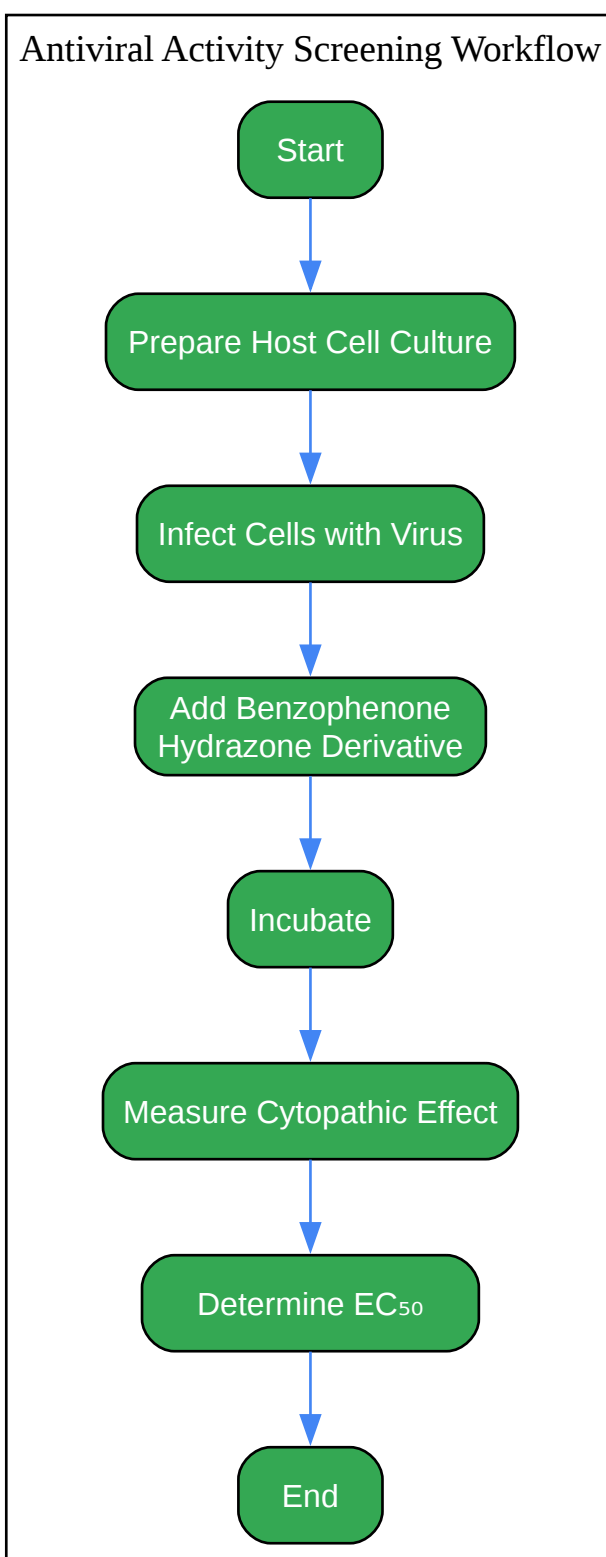 Antiviral Activity Screening Workflow
Start
Prepare Host Cell Culture
Infect Cells with Virus
Add Benzophenone
Hydrazone Derivative
Incubate
Measure Cytopathic Effect
Determine EC₅₀
End